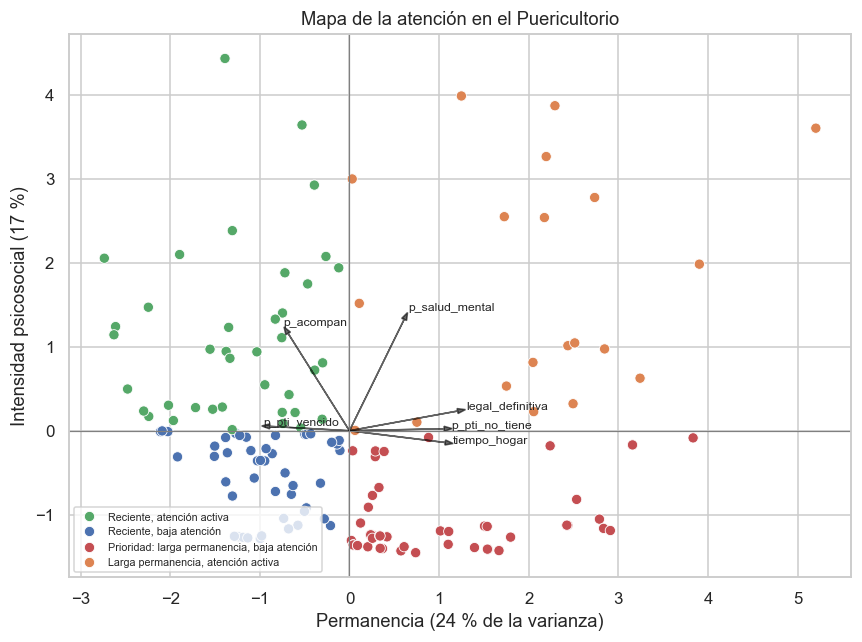 Mapa de la atención en el Puericultorio
Intensidad psicosocial (17 %)
4
3
2
1
0
−1
p_salud_mental
p_acompan
legal_definitiva
p_pti_vencido
p_pti_no_tiene
tiempo_hogar
Reciente, atención activa
Reciente, baja atención
Prioridad: larga permanencia, baja atención
Larga permanencia, atención activa
−3 −2 −1 0 1 2 3 4 5
Permanencia (24 % de la varianza)